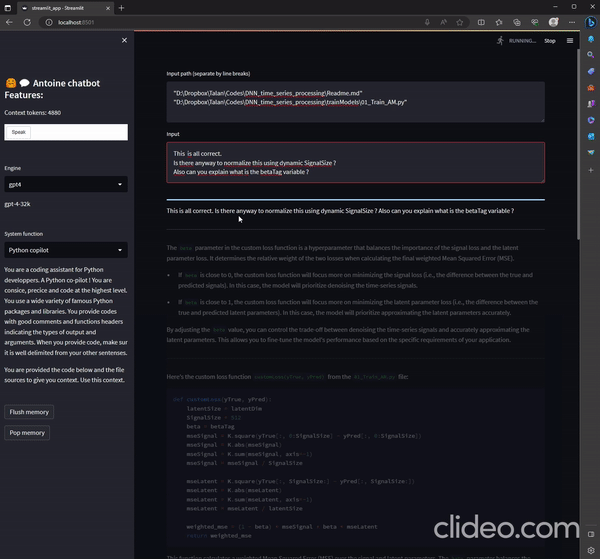 streamlit_app · Streamlit
localhost:8501
RUNNING...
Stop
🤗 💬 Antoine chatbot
Features:
Context tokens: 4880
Speak
Engine
gpt4
gpt-4-32k
System function
Python copilot
You are a coding assistant for Python
developpers. A Python co-pilot ! You are
consice, precice and code at the highest level.
You use a wide variety of famous Python
packages and libraries. You provide codes
with good comments and functions headers
indicating the types of output and
arguments. When you provide code, make sur
it is well delimited from your other sentences.
You are provided the code below and the file
sources to give you context. Use this context.
Flush memory
Pop memory
Input path (separate by line breaks)
"D:\Dropbox\Talan\Codes\DNN_time_series_processing\Readme.md"
"D:\Dropbox\Talan\Codes\DNN_time_series_processing\trainModels\01_Train_AM.py"
Input
This is all correct.
Is there anyway to normalize this using dynamic SignalSize ?
Also can you explain what is the betaTag variable ?
This is all correct. Is there anyway to normalize this using dynamic SignalSize ? Also can you explain what is the betaTag variable ?
The beta parameter in the custom loss function is a hyperparameter that balances the importance of the signal loss and the latent
parameter loss. It determines the relative weight of the two losses when calculating the final weighted Mean Squared Error (MSE).
• If beta is close to 0, the custom loss function will focus more on minimizing the signal loss (i.e., the difference between the true and
predicted signals). In this case, the model will prioritize denoising the time-series signals.
• If beta is close to 1, the custom loss function will focus more on minimizing the latent parameter loss (i.e., the difference between the
true and predicted latent parameters). In this case, the model will prioritize approximating the latent parameters accurately.
By adjusting the beta value, you can control the trade-off between denoising the time-series signals and accurately approximating the
latent parameters. This allows you to fine-tune the model's performance based on the specific requirements of your application.
Here's the custom loss function customLoss(yTrue, yPred) from the 01_Train_AM.py file:
def customLoss(yTrue, yPred):
latentSize = latentDim
SignalSize = 512
beta = betaTag
mseSignal = K.square(yTrue[:, 0:SignalSize] - yPred[:, 0:SignalSize])
mseSignal = K.abs(mseSignal)
mseSignal = K.sum(mseSignal, axis=-1)
mseSignal = mseSignal / SignalSize
mseLatent = K.square(yTrue[:, SignalSize:] - yPred[:, SignalSize:])
mseLatent = K.abs(mseLatent)
mseLatent = K.sum(mseLatent, axis=-1)
mseLatent = mseLatent / latentSize
weighted_mse = (1 - beta) * mseSignal + beta * mseLatent
return weighted_mse
clideo.com